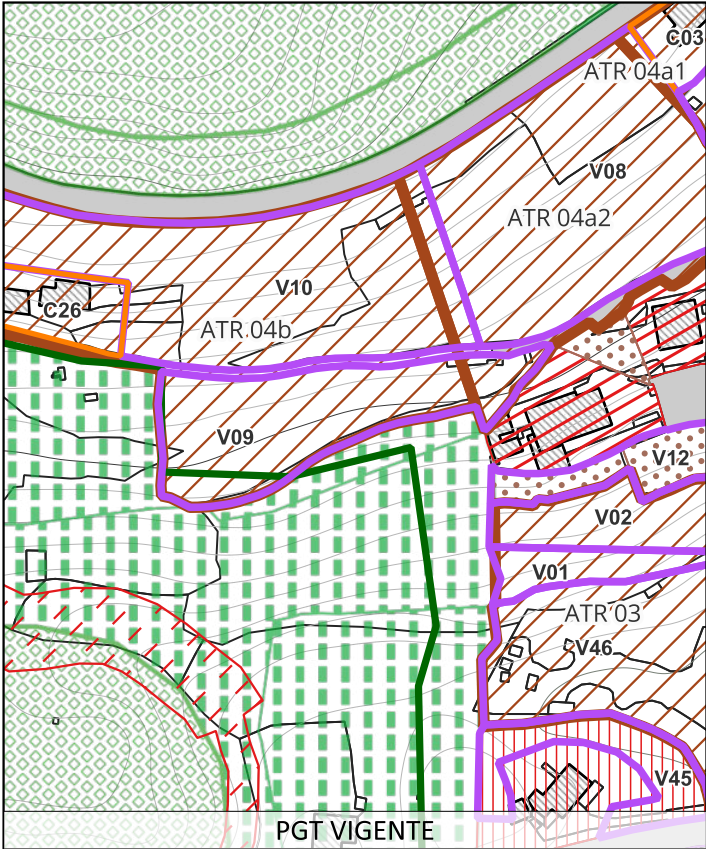 C03
ATR 04a1
V08
ATR 04a2
V10
C26
ATR 04b
V09
V12
V02
V01
ATR 03
V46
V45
PGT VIGENTE